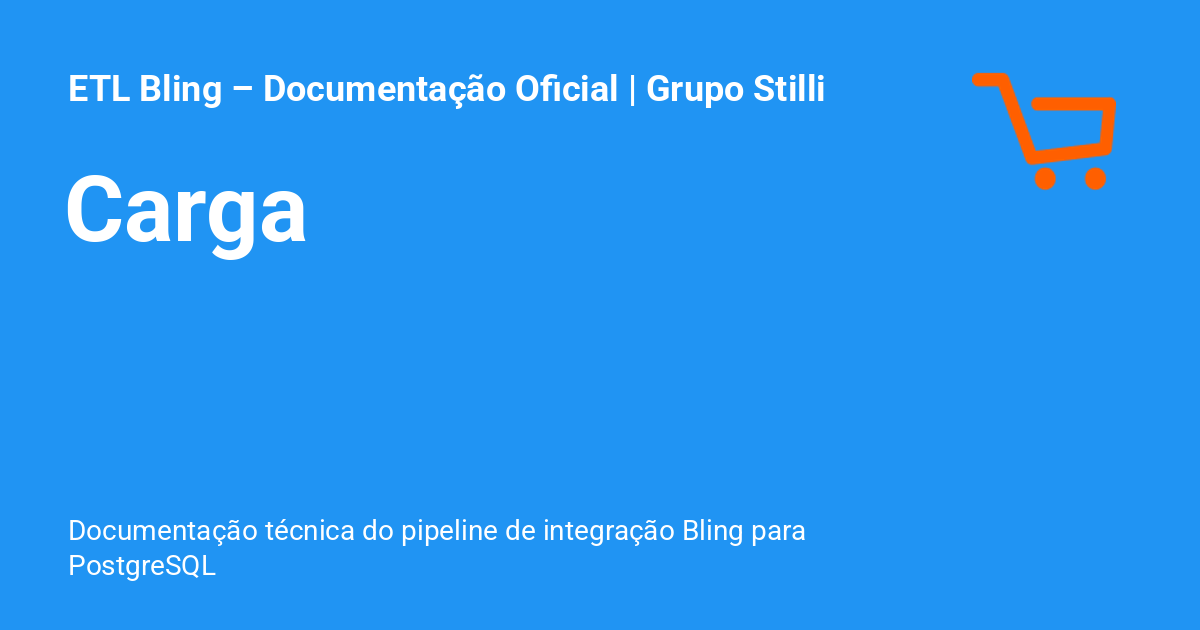 ETL Bling – Documentação Oficial | Grupo Stilli
Carga
Documentação técnica do pipeline de integração Bling para
PostgreSQL